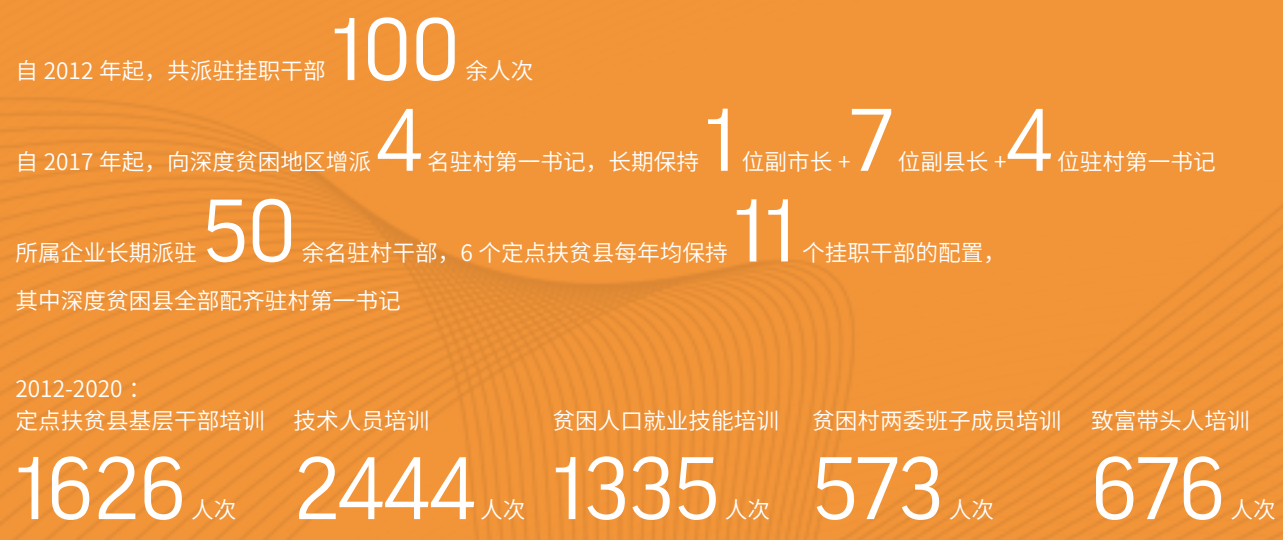 自 2012 年起，共派驻挂职干部 100 余人次
自 2017 年起，向深度贫困地区增派 4 名驻村第一书记，长期保持 1 位副市长 + 7 位副县长 +4 位驻村第一书记
所属企业长期派驻 50 余名驻村干部，6 个定点扶贫县每年均保持 11 个挂职干部的配置，
其中深度贫困县全部配齐驻村第一书记
2012-2020：
定点扶贫县基层干部培训 技术人员培训 贫困人口就业技能培训 贫困村两委班子成员培训 致富带头人培训
1626 人次 2444 人次 1335 人次 573 人次 676 人次